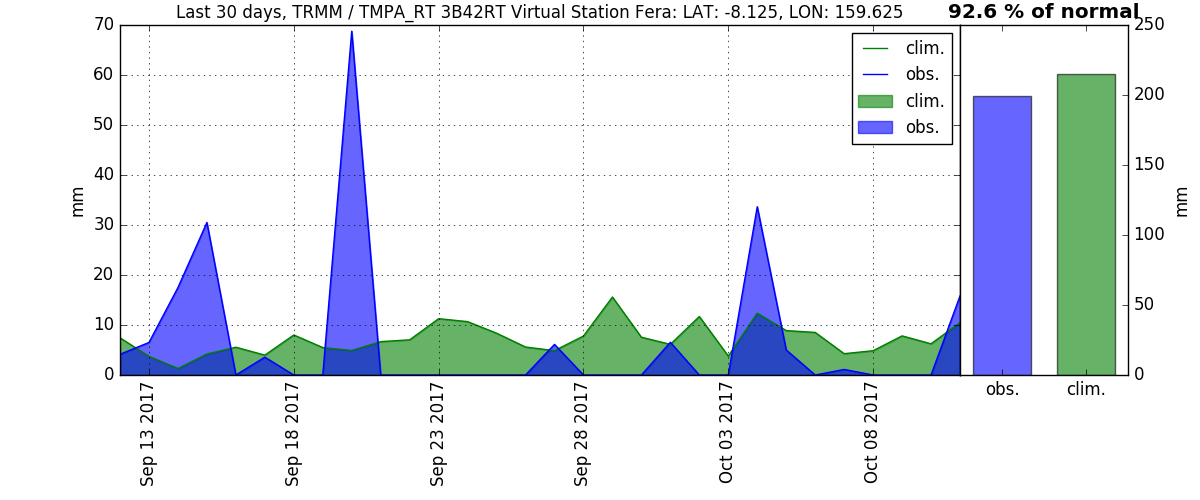 Last 30 days, TRMM / TMPA_RT 3B42RT Virtual Station Fera: LAT: -8.125, LON: 159.625
92.6 % of normal
70
60
50
40
30
20
10
0
mm
clim.
obs.
clim.
obs.
Sep 13 2017
Sep 18 2017
Sep 23 2017
Sep 28 2017
Oct 03 2017
Oct 08 2017
250
200
150
100
50
0
mm
obs.
clim.